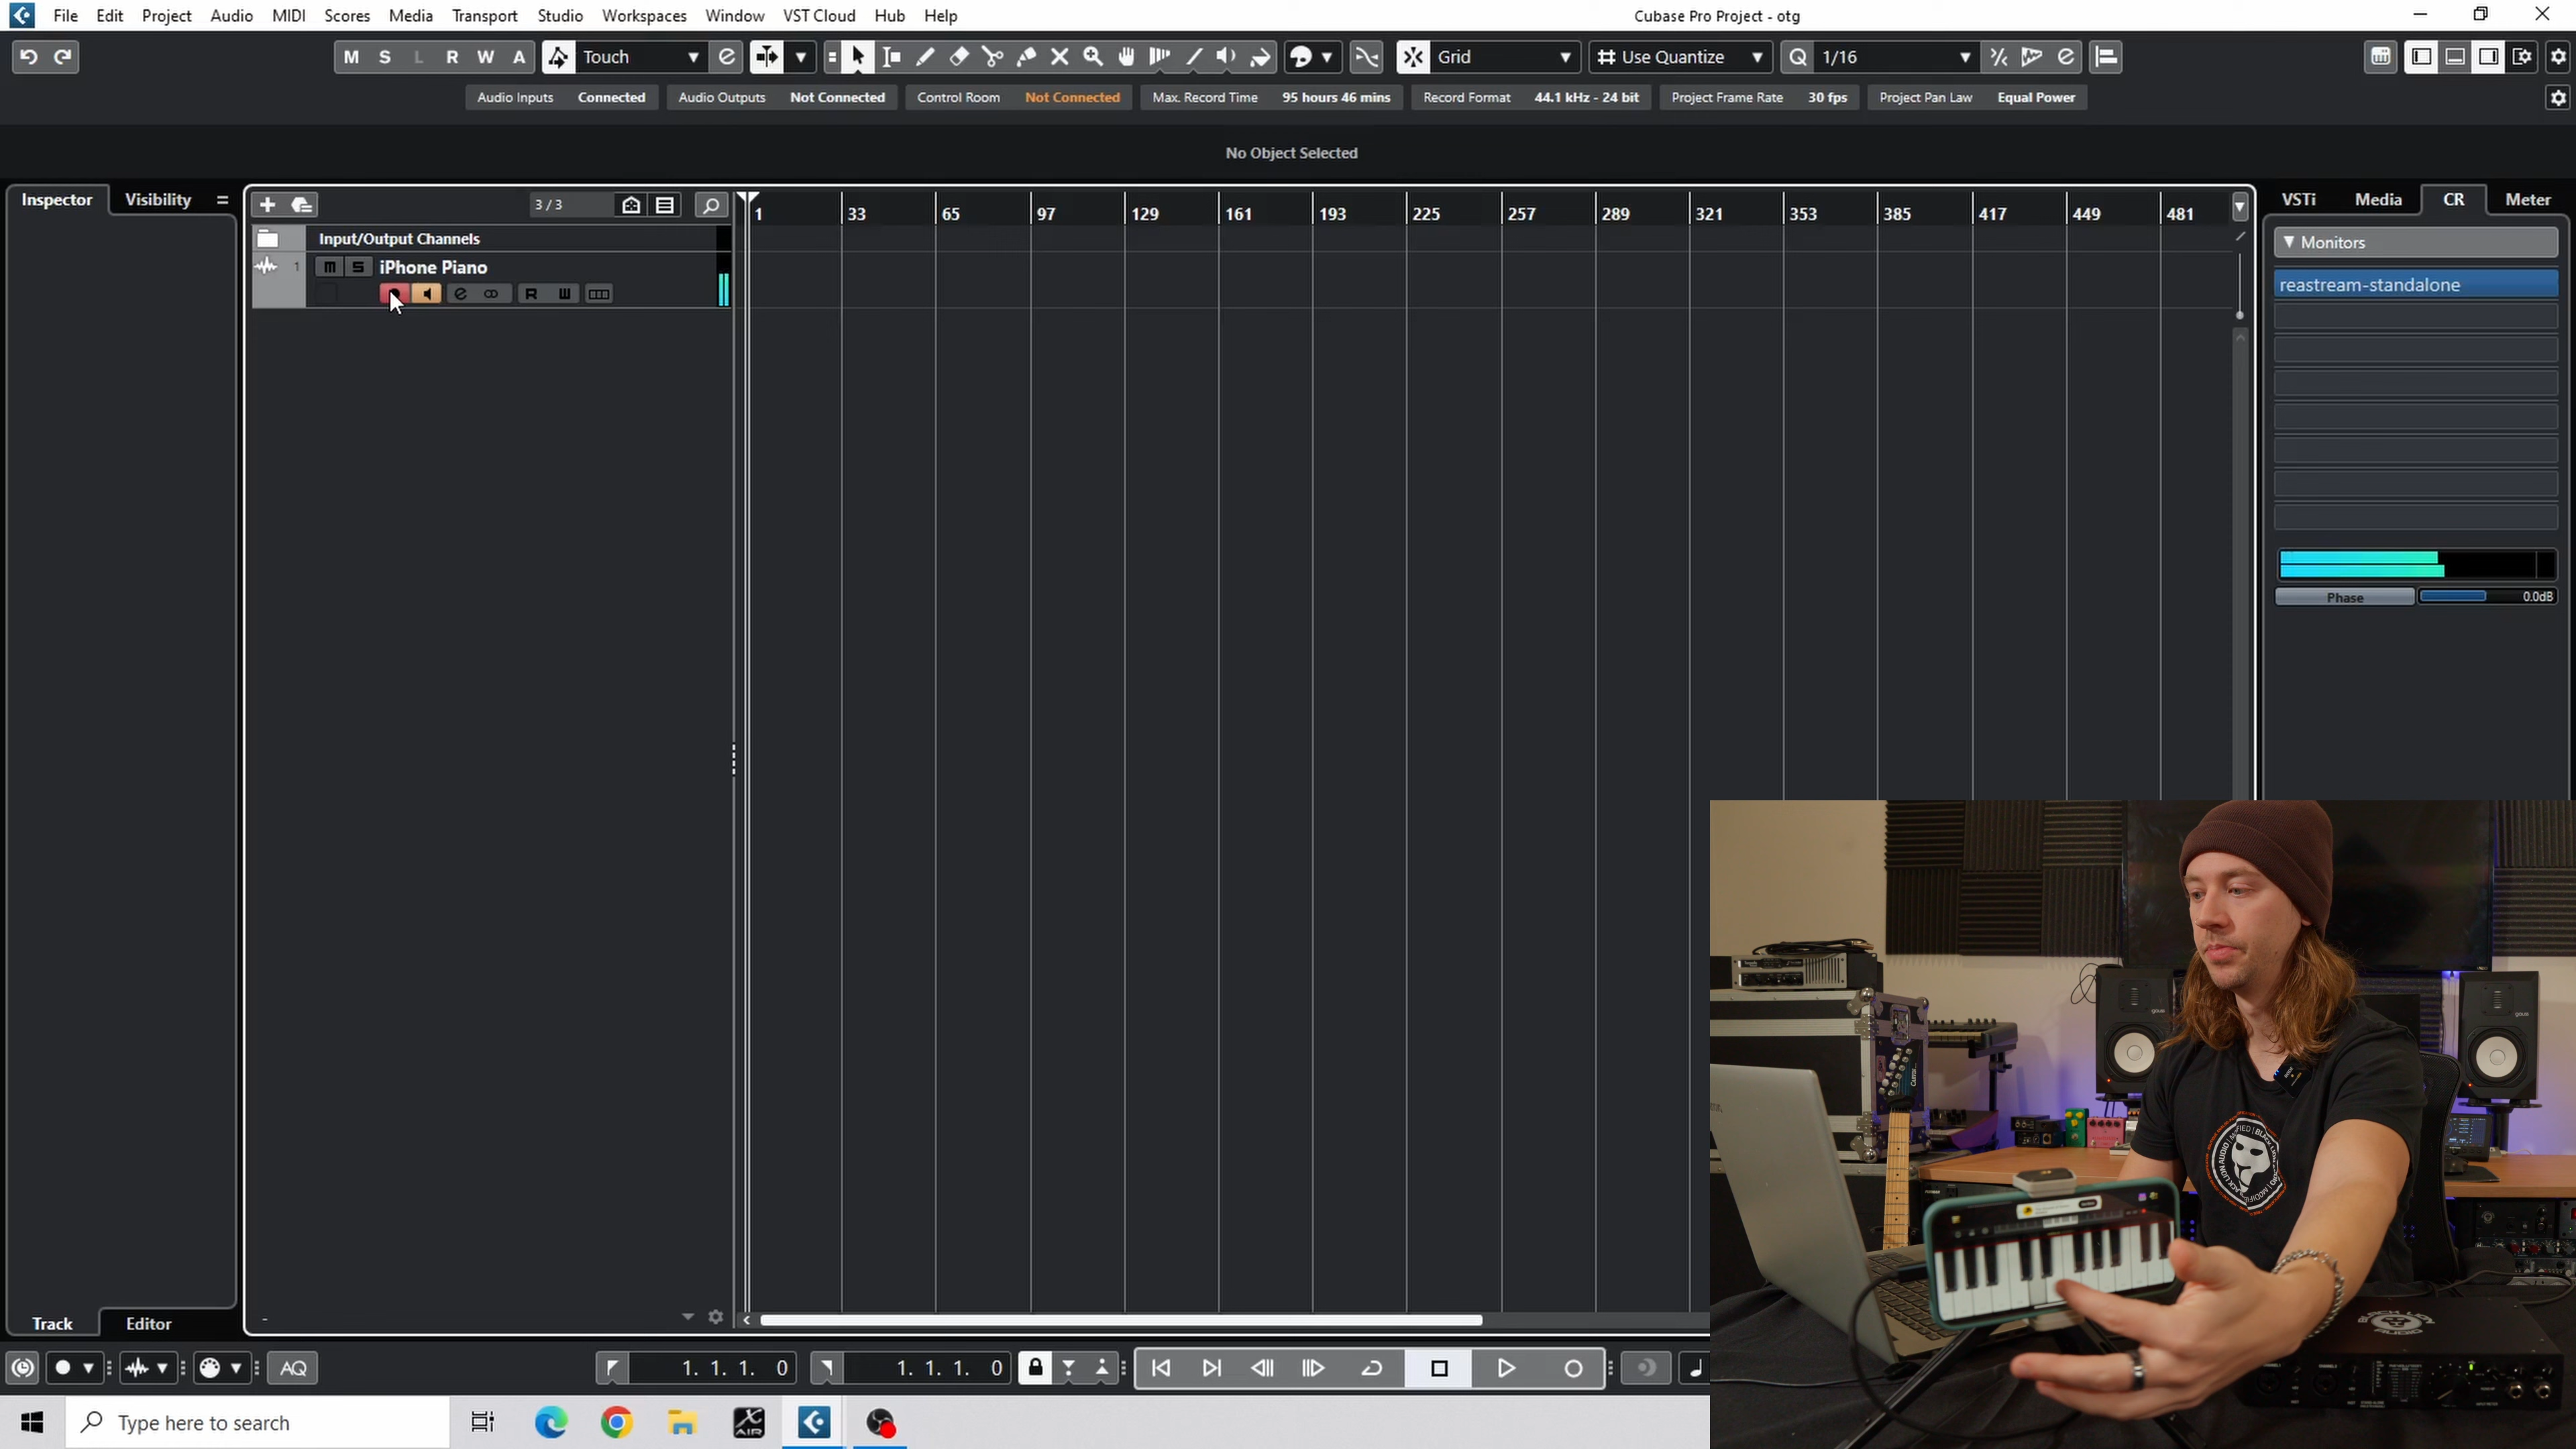 File Edit Project Audio MIDI Scores Media Transport Studio Workspaces Window VST Cloud Hub Help
Cubase Pro Project - otg
M S L R W A Touch e Grid Use Quantize Q 1/16 e
Audio Inputs Connected Audio Outputs Not Connected Control Room Not Connected Max. Record Time 95 hours 46 mins Record Format 44.1 kHz - 24 bit Project Frame Rate 30 fps Project Pan Law Equal Power
No Object Selected
Inspector Visibility
3 / 3
1 33 65 97 129 161 193 225 257 289 321 353 385 417 449 481
VSTi Media CR Meter
Input/Output Channels
Monitors
1 m S iPhone Piano
e R W
reastream-standalone
Phase 0.0dB
Track Editor
AQ
1. 1. 1. 0
1. 1. 1. 0
Type here to search
AIR
BLACK LION
AUDIO